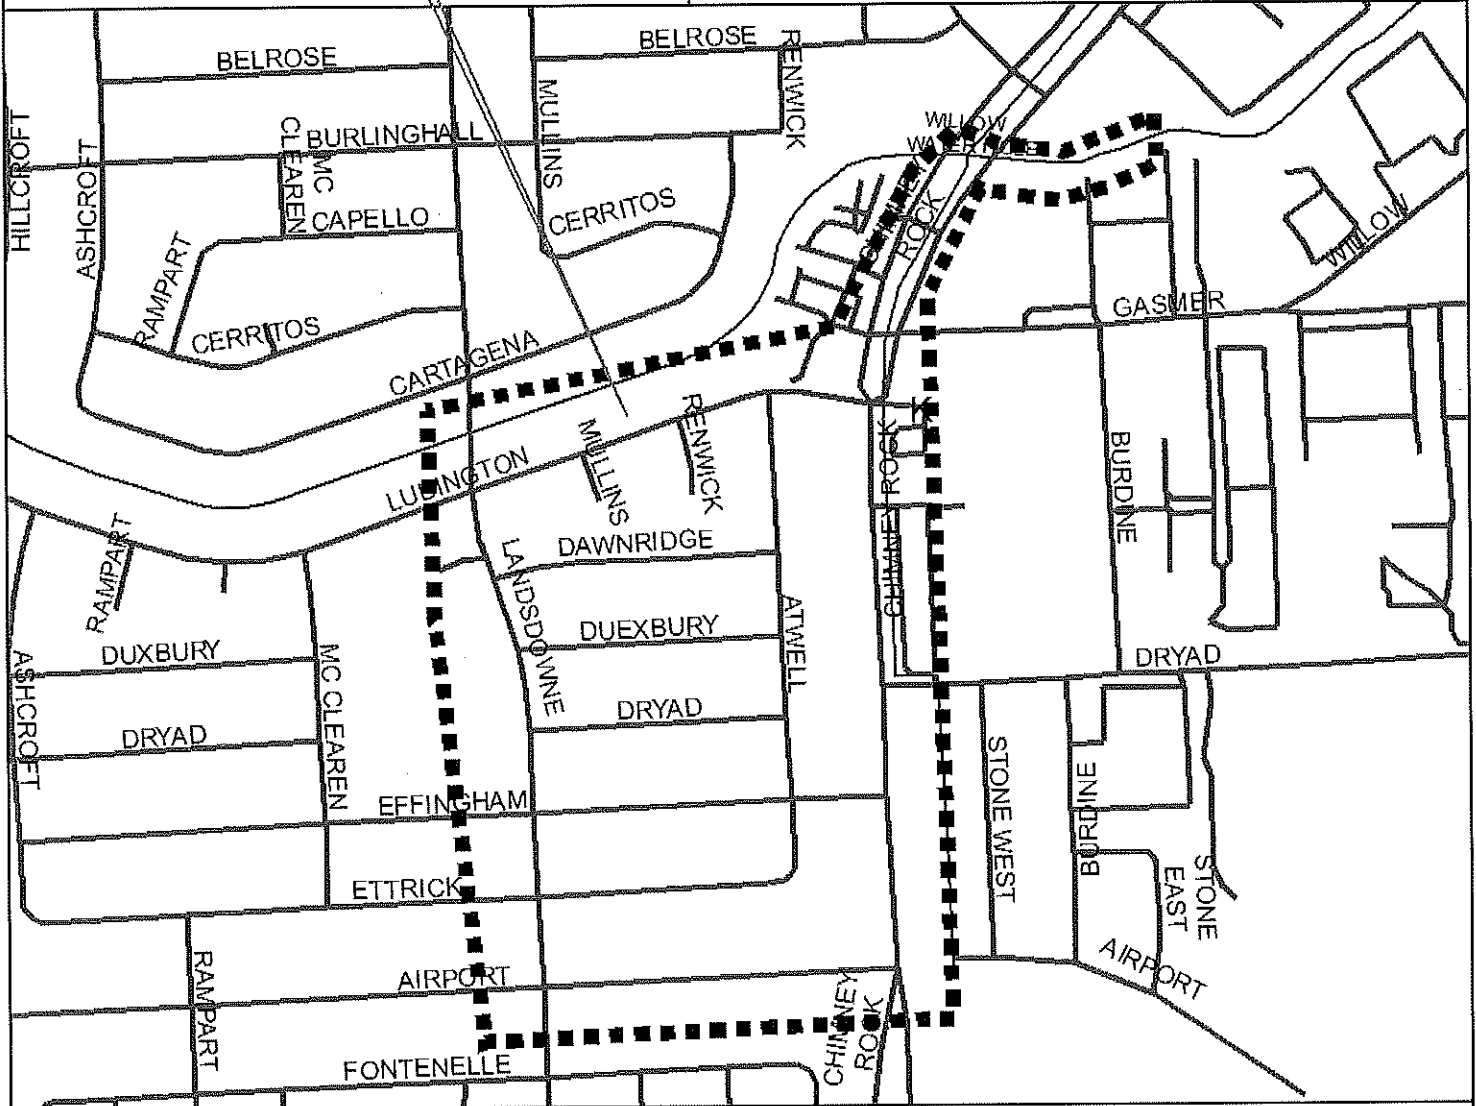 BELROSE
BELROSE
RENWICK
HILLCROFT
ASHCROFT
MC CLEAREN
BURLINGHALL
MULLINS
WILLOW
CAPELLO
CERRITOS
ROCK
WILLOW
RAMPART
CERRITOS
GASMER
CARTAGENA
LUDINGTON
MULLINS
RENWICK
CHIMNEY ROCK
BURDINE
RAMPART
LANDSDOWNE
DAWNRIDGE
DUXBURY
DUEXBURY
ATWELL
DRYAD
ASHCROFT
MC CLEAREN
DRYAD
DRYAD
EFFINGHAM
STONE WEST
BURDINE
ETTRICK
STONE
EAST
RAMPART
AIRPORT
CHIMNEY
ROCK
AIRPORT
FONTENELLE